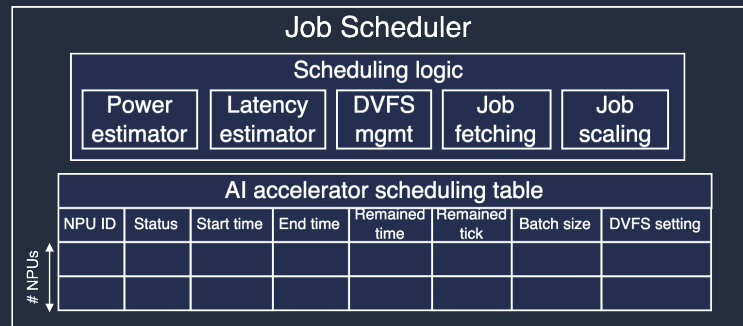 Job Scheduler
Scheduling logic
Power
estimator
Latency
estimator
DVFS
mgmt
Job
fetching
Job
scaling
AI accelerator scheduling table
NPU ID
Status
Start time
End time
Remained
time
Remained
tick
Batch size
DVFS setting
# NPUs